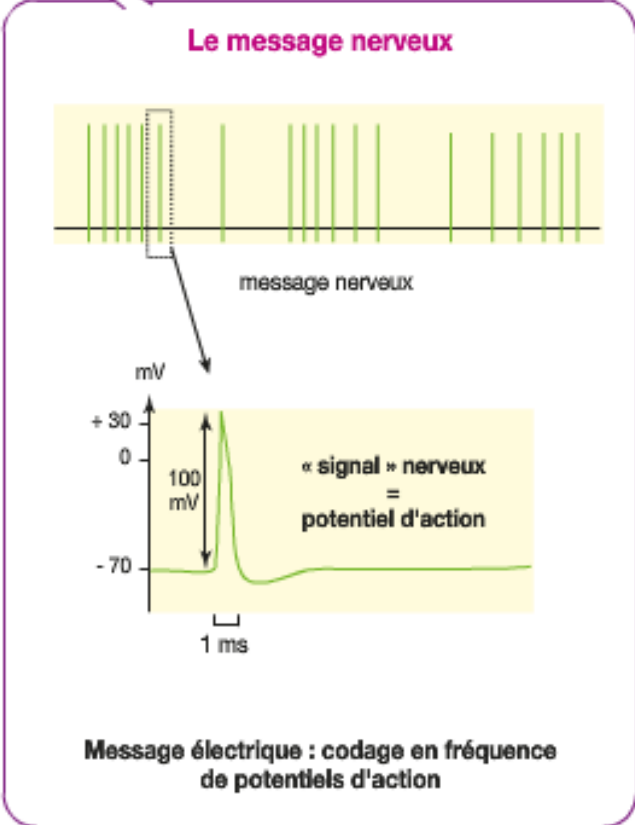 Le message nerveux
message nerveux
mV
+ 30
0
100
mV
- 70
« signal » nerveux
=
potentiel d'action
1 ms
Message électrique : codage en fréquence
de potentiels d'action